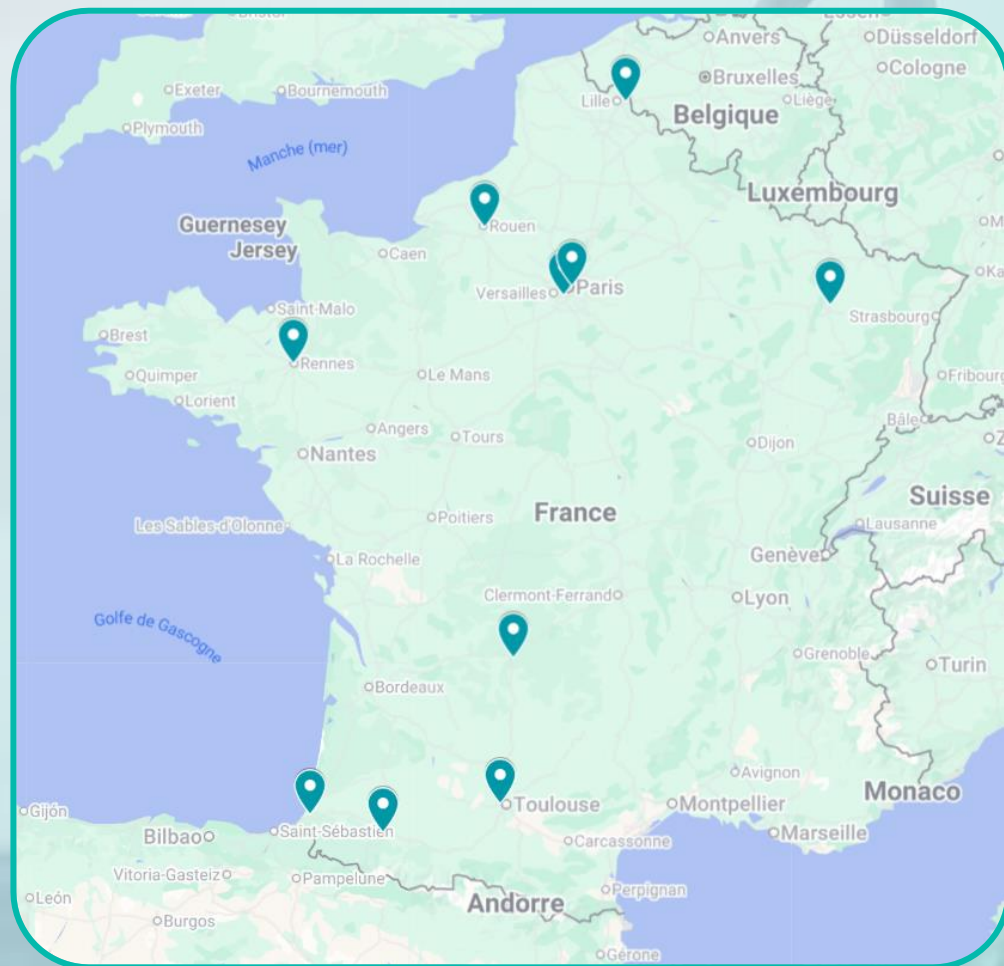 Exeter
Bournemouth
Plymouth
Manche (mer)
Anvers
Düsseldorf
Bruxelles
Cologne
Lille
Liège
Belgique
Luxembourg
Guernesey
Jersey
Rouen
Caen
Versailles
Paris
Saint-Malo
Strasbourg
Brest
Rennes
Quimper
Le Mans
Fribourg
Lorient
Bâle
Angers
Tours
Dijon
Nantes
Suisse
Les Sables-d'Olonne
Poitiers
France
Lausanne
La Rochelle
Genève
Clermont-Ferrand
Lyon
Golfe de Gascogne
Grenoble
Turin
Bordeaux
Avignon
Monaco
Gijón
Toulouse
Montpellier
Bilbao
Saint-Sébastien
Carcassonne
Marseille
Vitoria-Gasteiz
Pampelune
Perpignan
León
Andorre
Burgos
Gérone